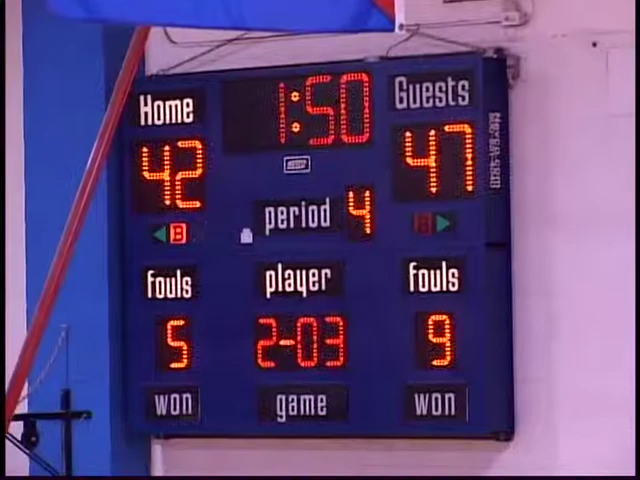 Home 1:50 Guests
42 47
period 4
B B
fouls player fouls
5 2-03 9
won game won